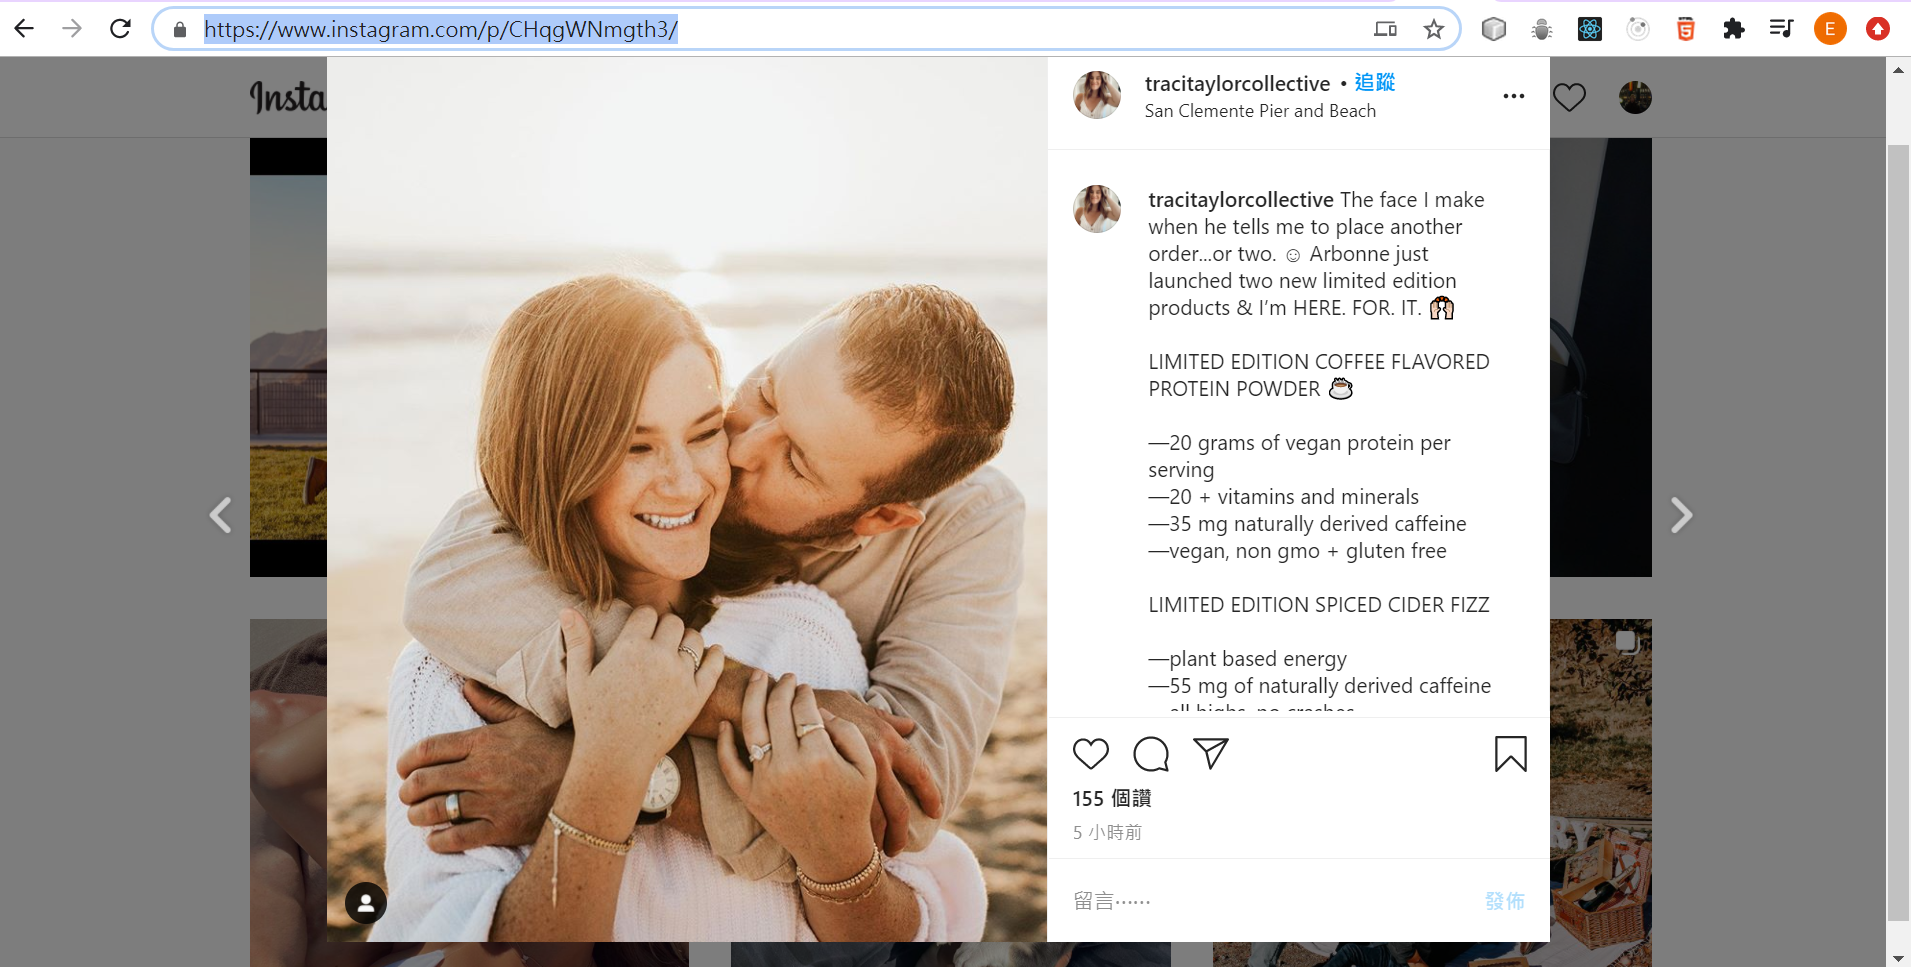 https://www.instagram.com/p/CHqgWNmgth3/
E
Insta
tracitaylorcollective • 追蹤
San Clemente Pier and Beach
tracitaylorcollective The face I make
when he tells me to place another
order...or two. ☺ Arbonne just
launched two new limited edition
products & I’m HERE. FOR. IT. 🙌🏻
LIMITED EDITION COFFEE FLAVORED
PROTEIN POWDER ☕
—20 grams of vegan protein per
serving
—20 + vitamins and minerals
—35 mg naturally derived caffeine
—vegan, non gmo + gluten free
LIMITED EDITION SPICED CIDER FIZZ
—plant based energy
—55 mg of naturally derived caffeine
155 個讚
5 小時前
留言⋯⋯
發佈